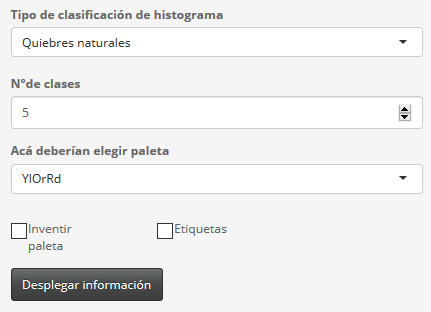 Tipo de clasificación de histograma
Quiebres naturales
N°de clases
5
Acá deberían elegir paleta
YlOrRd
Inventir
paleta
Etiquetas
Desplegar información